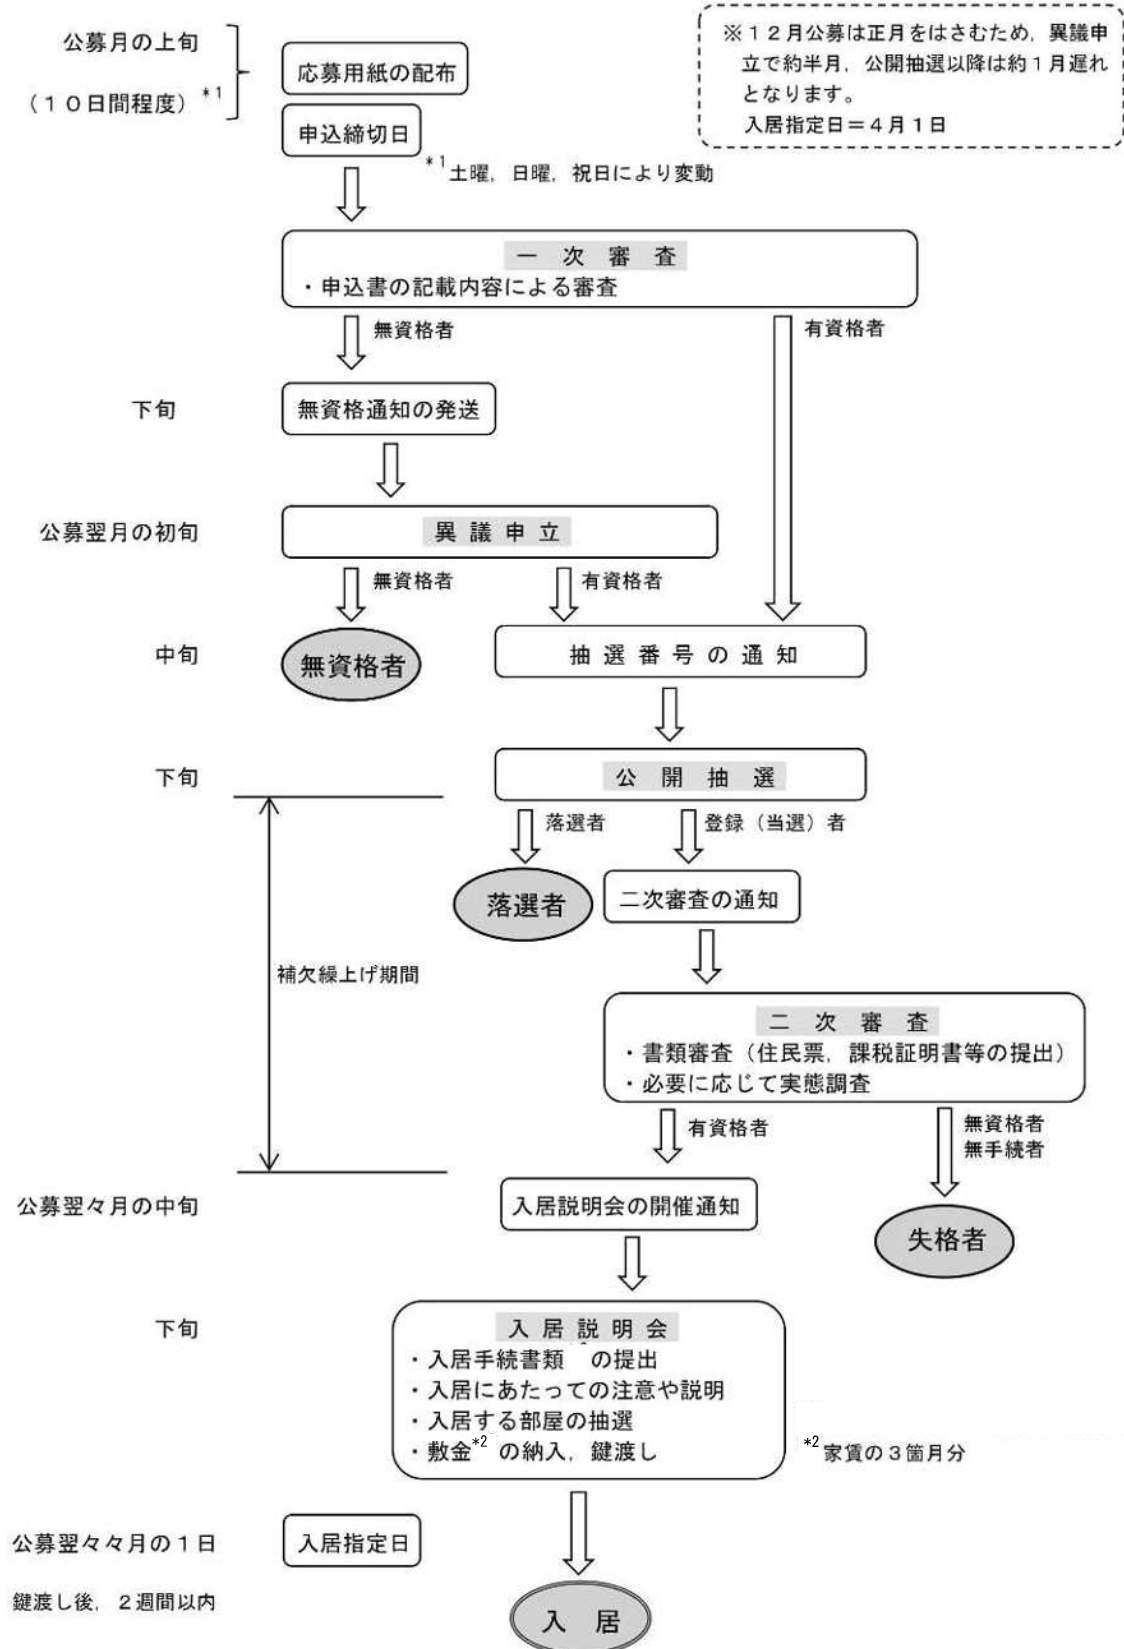 公募月の上旬
（１０日間程度）*1
応募用紙の配布
申込締切日
*1土曜，日曜，祝日により変動
※１２月公募は正月をはさむため，異議申
立で約半月，公開抽選以降は約１月遅れ
となります。
入居指定日＝４月１日
一次審査
・申込書の記載内容による審査
無資格者
有資格者
下旬
無資格通知の発送
公募翌月の初旬
異議申立
無資格者
有資格者
中旬
無資格者
抽選番号の通知
下旬
公開抽選
落選者
登録（当選）者
落選者
二次審査の通知
補欠繰上げ期間
二次審査
・書類審査（住民票，課税証明書等の提出）
・必要に応じて実態調査
有資格者
無資格者
無手続者
公募翌々月の中旬
入居説明会の開催通知
失格者
下旬
入居説明会
・入居手続書類 の提出
・入居にあたっての注意や説明
・入居する部屋の抽選
・敷金*2 の納入，鍵渡し
*2家賃の３箇月分
公募翌々々月の１日
入居指定日
鍵渡し後，２週間以内
入居